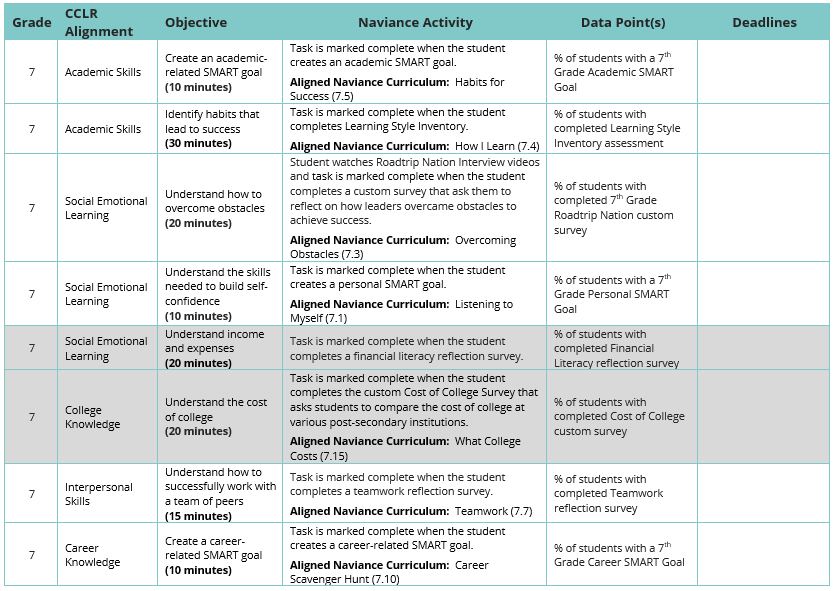 Grade
CCLR
Alignment
Objective
Naviance Activity
Data Point(s)
Deadlines
7
Academic Skills
Create an academic-
related SMART goal
(10 minutes)
Task is marked complete when the student
creates an academic SMART goal.
Aligned Naviance Curriculum: Habits for
Success (7.5)
% of students with a 7th
Grade Academic SMART
Goal
7
Academic Skills
Identify habits that
lead to success
(30 minutes)
Task is marked complete when the student
completes Learning Style Inventory.
Aligned Naviance Curriculum: How I Learn (7.4)
% of students with
completed Learning Style
Inventory assessment
7
Social Emotional
Learning
Understand how to
overcome obstacles
(20 minutes)
Student watches Roadtrip Nation Interview videos
and task is marked complete when the student
completes a custom survey that ask them to
reflect on how leaders overcame obstacles to
achieve success.
Aligned Naviance Curriculum: Overcoming
Obstacles (7.3)
% of students with
completed 7th Grade
Roadtrip Nation custom
survey
7
Social Emotional
Learning
Understand the skills
needed to build self-
confidence
(10 minutes)
Task is marked complete when the student
creates a personal SMART goal.
Aligned Naviance Curriculum: Listening to
Myself (7.1)
% of students with a 7th
Grade Personal SMART
Goal
7
Social Emotional
Learning
Understand income
and expenses
(20 minutes)
Task is marked complete when the student
completes a financial literacy reflection survey.
% of students with
completed Financial
Literacy reflection survey
7
College
Knowledge
Understand the cost
of college
(20 minutes)
Task is marked complete when the student
completes the custom Cost of College Survey that
asks students to compare the cost of college at
various post-secondary institutions.
Aligned Naviance Curriculum: What College
Costs (7.15)
% of students with
completed Cost of College
custom survey
7
Interpersonal
Skills
Understand how to
successfully work with
a team of peers
(15 minutes)
Task is marked complete when the student
completes a teamwork reflection survey.
Aligned Naviance Curriculum: Teamwork (7.7)
% of students with
completed Teamwork
reflection survey
7
Career
Knowledge
Create a career-
related SMART goal
(10 minutes)
Task is marked complete when the student
creates a career-related SMART goal.
Aligned Naviance Curriculum: Career
Scavenger Hunt (7.10)
% of students with a 7th
Grade Career SMART Goal